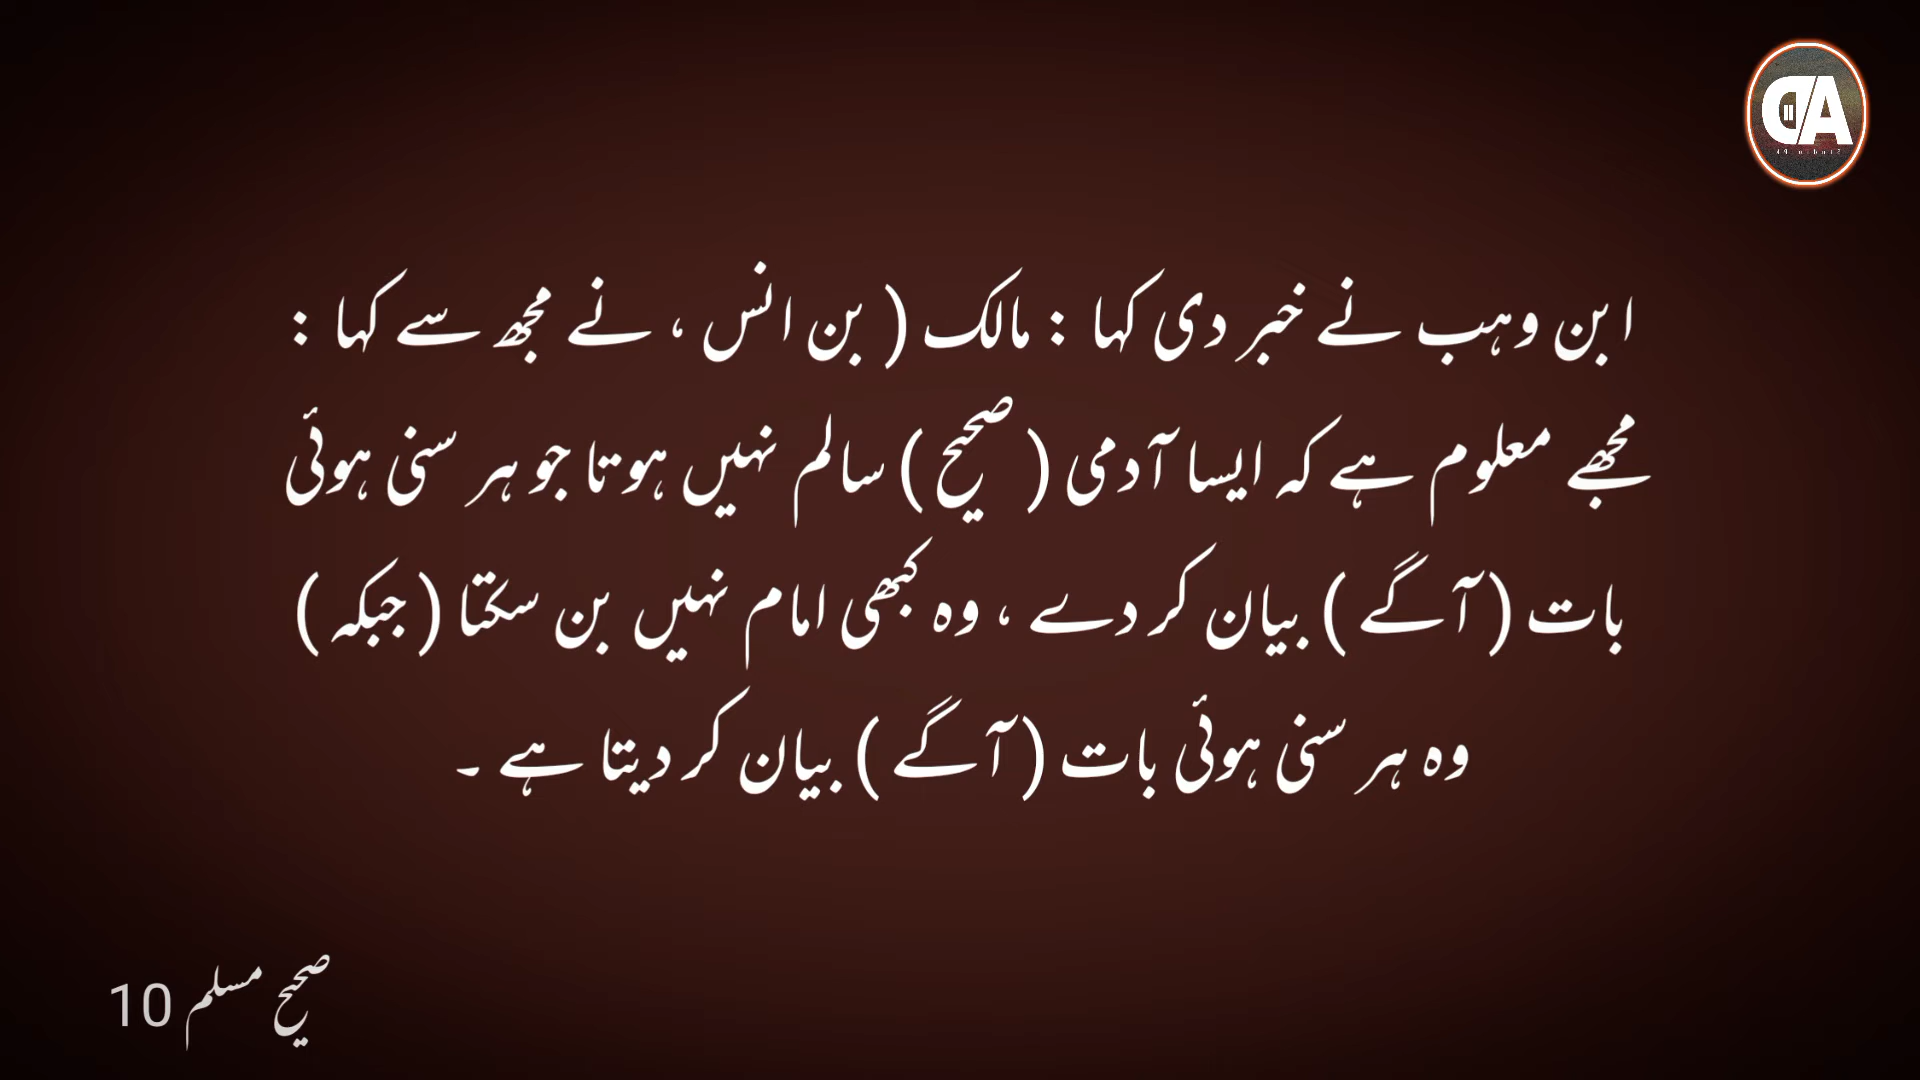 DA
ابن وہب نے خبر دی کہا : مالک ( بن انس ، نے مجھ سے کہا :
مجھے معلوم ہے کہ ایسا آدمی ( صحیح ) سالم نہیں ہوتا جو ہر سنی ہوئی
بات ( آگے ) بیان کر دے ، وہ کبھی امام نہیں بن سکتا ( جبکہ )
وہ ہر سنی ہوئی بات ( آگے ) بیان کر دیتا ہے ۔
صحیح مسلم 10